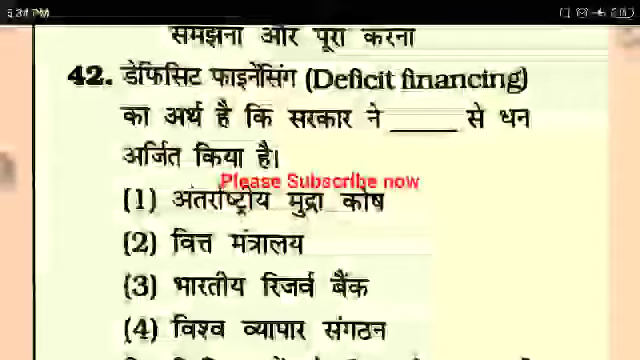 समझना और पूरा करना
42. डेफिसिट फाइनेंसिंग (Deficit financing)
का अर्थ है कि सरकार ने _____ से धन
अर्जित किया है।
Please Subscribe now
(1) अंतर्राष्ट्रीय मुद्रा कोष
(2) वित्त मंत्रालय
(3) भारतीय रिजर्व बैंक
(4) विश्व व्यापार संगठन